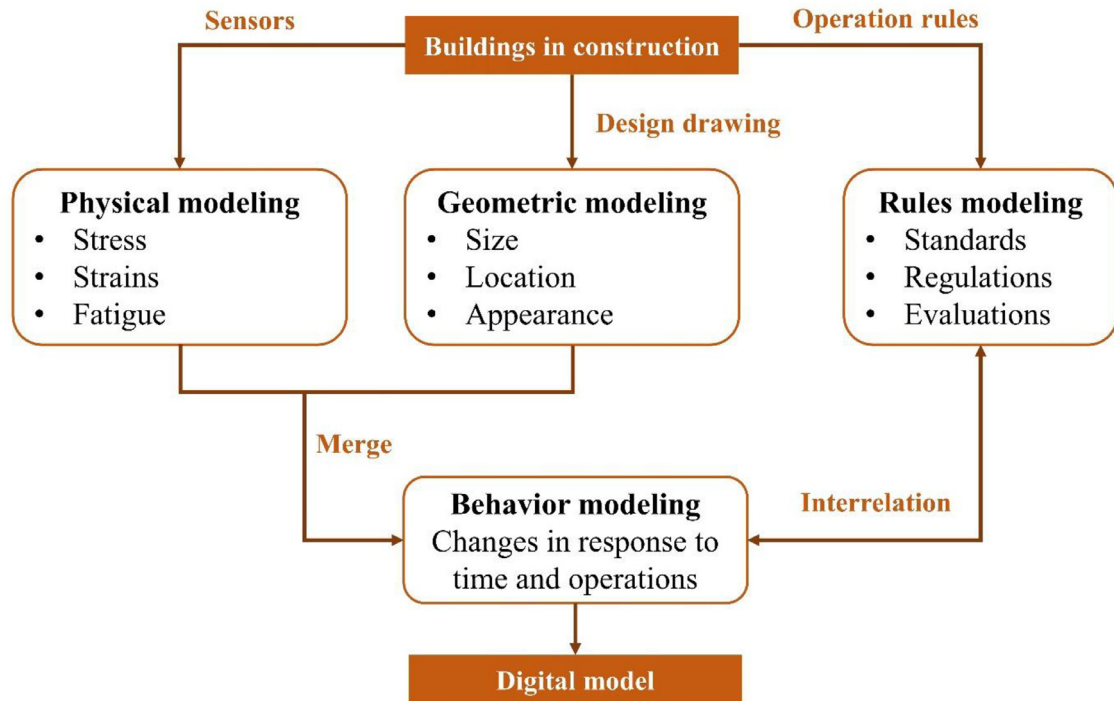 Sensors
Buildings in construction
Operation rules
Design drawing
Physical modeling
• Stress
• Strains
• Fatigue
Geometric modeling
• Size
• Location
• Appearance
Rules modeling
• Standards
• Regulations
• Evaluations
Merge
Behavior modeling
Changes in response to
time and operations
Interrelation
Digital model